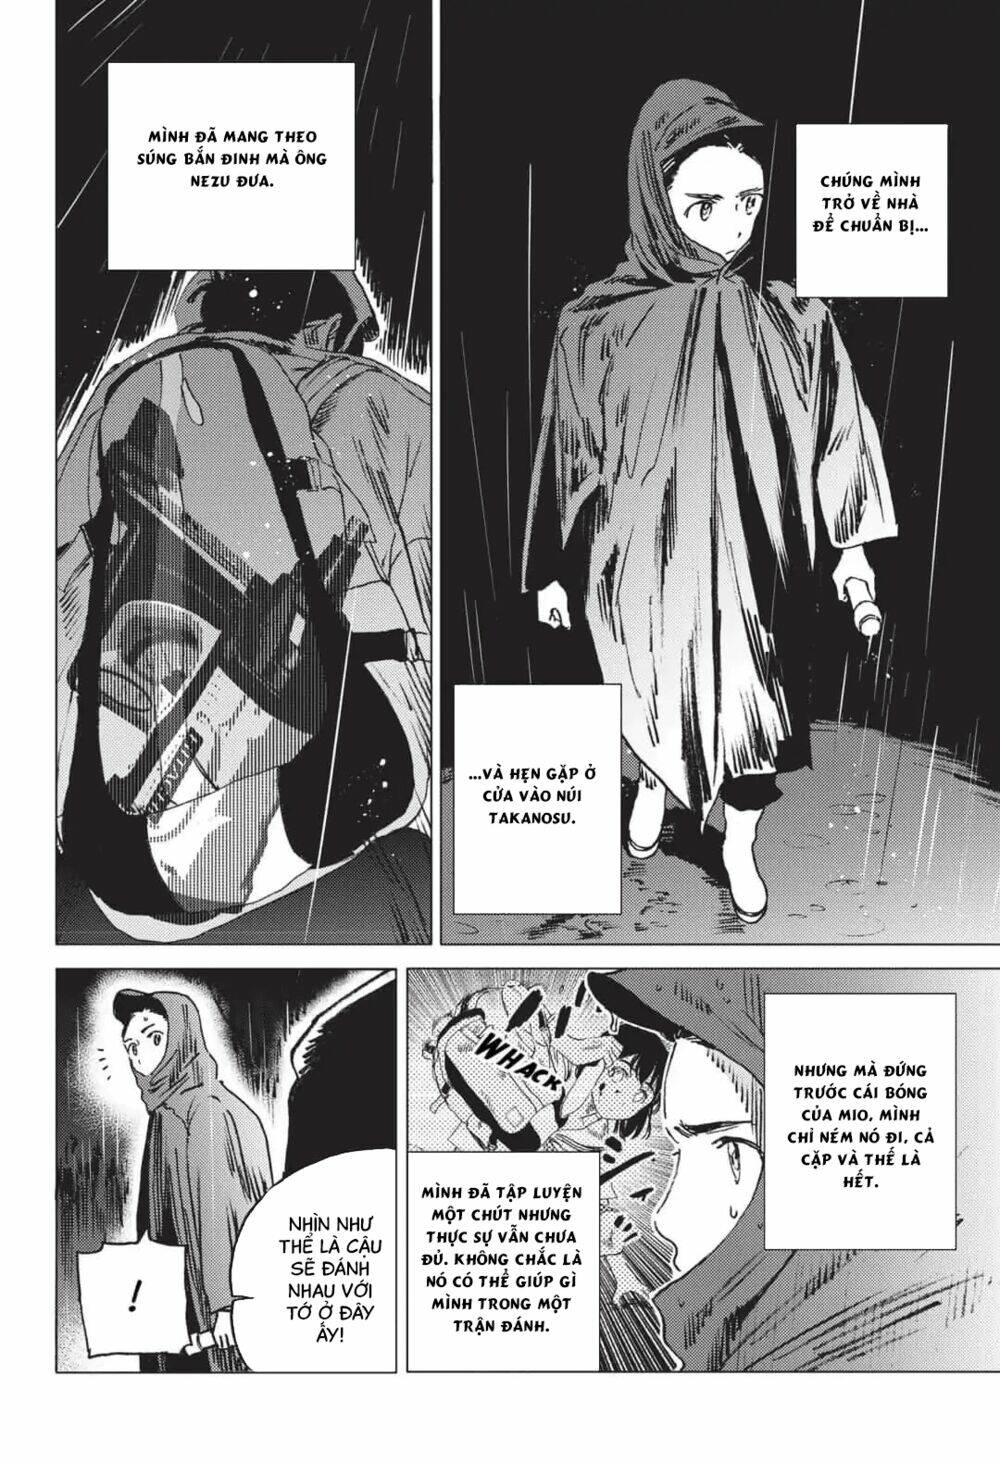 CHÚNG MÌNH
TRỞ VỀ NHÀ
ĐỂ CHUẨN BỊ...
...VÀ HẸN GẶP Ở
CỬA VÀO NÚI
TAKANOSU.
MÌNH ĐÃ MANG THEO
SÚNG BẮN ĐINH MÀ ÔNG
NEZU ĐƯA.
NHƯNG MÀ ĐỨNG
TRƯỚC CÁI BÓNG
CỦA MIO, MÌNH
CHỈ NÉM NÓ ĐI, CẢ
CẶP VÀ THẾ LÀ
HẾT.
WHACK
MÌNH ĐÃ TẬP LUYỆN
MỘT CHÚT NHƯNG
THỰC SỰ VẪN CHƯA
ĐỦ. KHÔNG CHẮC LÀ
NÓ CÓ THỂ GIÚP GÌ
MÌNH TRONG MỘT
TRẬN ĐÁNH.
NHÌN NHƯ
THỂ LÀ CẬU
SẼ ĐÁNH
NHAU VỚI
TỚ Ở ĐÂY
ẤY!
!